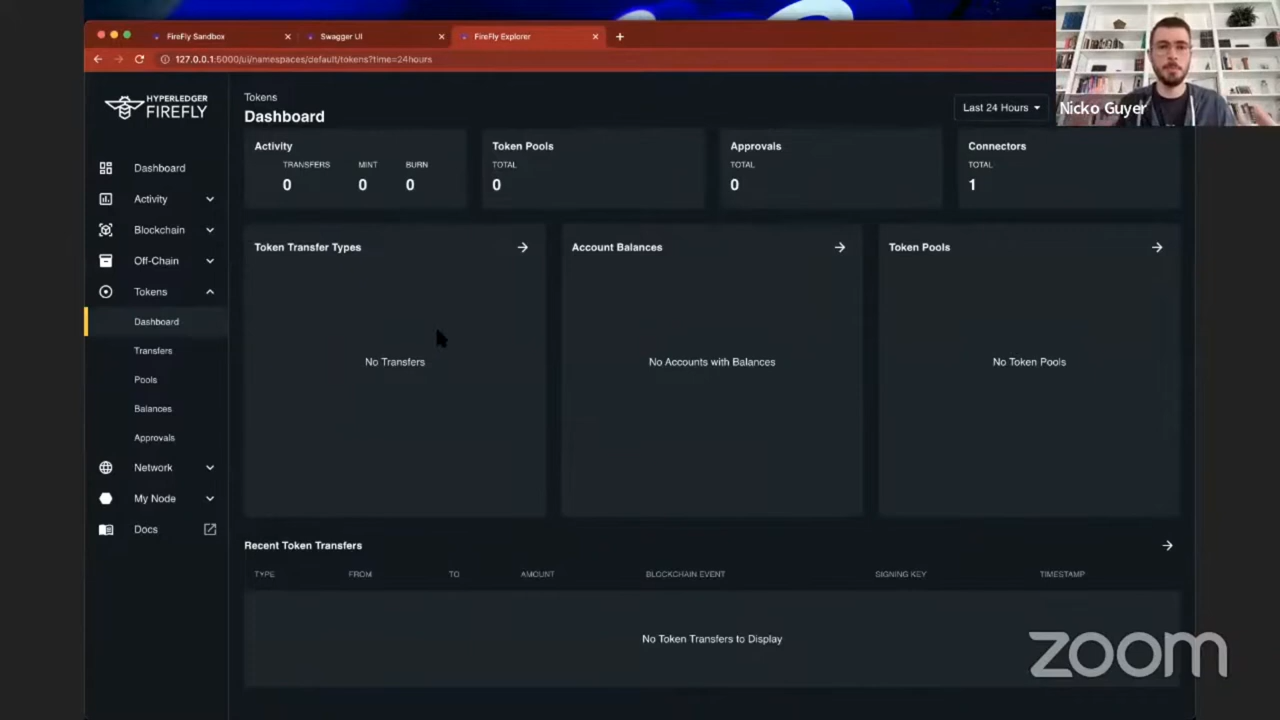 FireFly Sandbox
Swagger UI
FireFly Explorer
127.0.0.1:5000/ui/namespaces/default/tokens?time=24hours
Nicko Guyer
HYPERLEDGER
FIREFLY
Tokens
Dashboard
Last 24 Hours
Dashboard
Activity
Blockchain
Off-Chain
Tokens
Dashboard
Transfers
Pools
Balances
Approvals
Network
My Node
Docs
Activity
TRANSFERS MINT BURN
0 0 0
Token Pools
TOTAL
0
Approvals
TOTAL
0
Connectors
TOTAL
1
Token Transfer Types
No Transfers
Account Balances
No Accounts with Balances
Token Pools
No Token Pools
Recent Token Transfers
TYPE FROM TO AMOUNT BLOCKCHAIN EVENT SIGNING KEY TIMESTAMP
No Token Transfers to Display
zoom